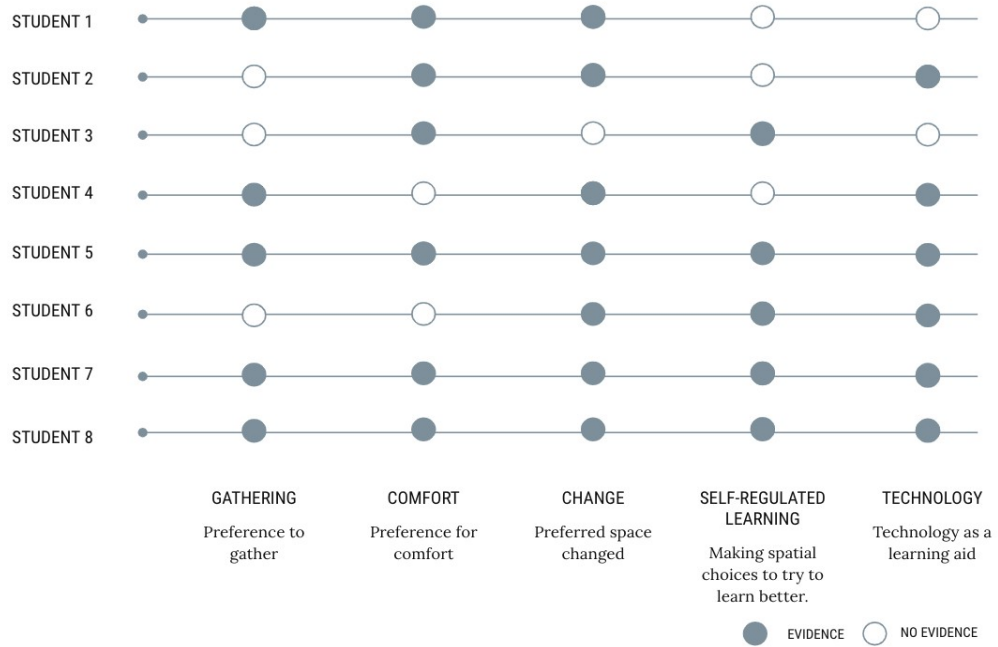 STUDENT 1
STUDENT 2
STUDENT 3
STUDENT 4
STUDENT 5
STUDENT 6
STUDENT 7
STUDENT 8
GATHERING
Preference to
gather
COMFORT
Preference for
comfort
CHANGE
Preferred space
changed
SELF-REGULATED
LEARNING
Making spatial
choices to try to
learn better.
TECHNOLOGY
Technology as a
learning aid
EVIDENCE
NO EVIDENCE